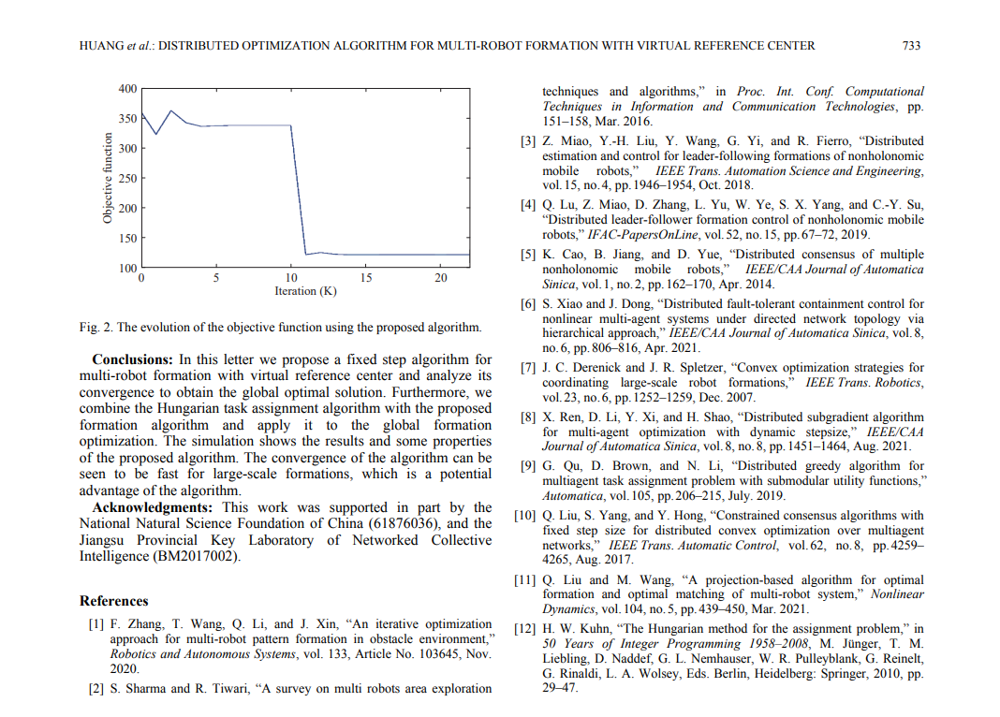 HUANG et al.: DISTRIBUTED OPTIMIZATION ALGORITHM FOR MULTI-ROBOT FORMATION WITH VIRTUAL REFERENCE CENTER 733
400
350
300
250
200
150
100
Objective function
0 5 10 15 20
Iteration (K)
Fig. 2. The evolution of the objective function using the proposed algorithm.
Conclusions: In this letter we propose a fixed step algorithm for
multi-robot formation with virtual reference center and analyze its
convergence to obtain the global optimal solution. Furthermore, we
combine the Hungarian task assignment algorithm with the proposed
formation algorithm and apply it to the global formation
optimization. The simulation shows the results and some properties
of the proposed algorithm. The convergence of the algorithm can be
seen to be fast for large-scale formations, which is a potential
advantage of the algorithm.
Acknowledgments: This work was supported in part by the
National Natural Science Foundation of China (61876036), and the
Jiangsu Provincial Key Laboratory of Networked Collective
Intelligence (BM2017002).
References
[1] F. Zhang, T. Wang, Q. Li, and J. Xin, “An iterative optimization
approach for multi-robot pattern formation in obstacle environment,”
Robotics and Autonomous Systems, vol. 133, Article No. 103645, Nov.
2020.
[2] S. Sharma and R. Tiwari, “A survey on multi robots area exploration
techniques and algorithms,” in Proc. Int. Conf. Computational
Techniques in Information and Communication Technologies, pp.
151–158, Mar. 2016.
[3] Z. Miao, Y.-H. Liu, Y. Wang, G. Yi, and R. Fierro, “Distributed
estimation and control for leader-following formations of nonholonomic
mobile robots,” IEEE Trans. Automation Science and Engineering,
vol. 15, no. 4, pp. 1946–1954, Oct. 2018.
[4] Q. Lu, Z. Miao, D. Zhang, L. Yu, W. Ye, S. X. Yang, and C.-Y. Su,
“Distributed leader-follower formation control of nonholonomic mobile
robots,” IFAC-PapersOnLine, vol. 52, no. 15, pp. 67–72, 2019.
[5] K. Cao, B. Jiang, and D. Yue, “Distributed consensus of multiple
nonholonomic mobile robots,” IEEE/CAA Journal of Automatica
Sinica, vol. 1, no. 2, pp. 162–170, Apr. 2014.
[6] S. Xiao and J. Dong, “Distributed fault-tolerant containment control for
nonlinear multi-agent systems under directed network topology via
hierarchical approach,” IEEE/CAA Journal of Automatica Sinica, vol. 8,
no. 6, pp. 806–816, Apr. 2021.
[7] J. C. Derenick and J. R. Spletzer, “Convex optimization strategies for
coordinating large-scale robot formations,” IEEE Trans. Robotics,
vol. 23, no. 6, pp. 1252–1259, Dec. 2007.
[8] X. Ren, D. Li, Y. Xi, and H. Shao, “Distributed subgradient algorithm
for multi-agent optimization with dynamic stepsize,” IEEE/CAA
Journal of Automatica Sinica, vol. 8, no. 8, pp. 1451–1464, Aug. 2021.
[9] G. Qu, D. Brown, and N. Li, “Distributed greedy algorithm for
multiagent task assignment problem with submodular utility functions,”
Automatica, vol. 105, pp. 206–215, July. 2019.
[10] Q. Liu, S. Yang, and Y. Hong, “Constrained consensus algorithms with
fixed step size for distributed convex optimization over multiagent
networks,” IEEE Trans. Automatic Control, vol. 62, no. 8, pp. 4259–
4265, Aug. 2017.
[11] Q. Liu and M. Wang, “A projection-based algorithm for optimal
formation and optimal matching of multi-robot system,” Nonlinear
Dynamics, vol. 104, no. 5, pp. 439–450, Mar. 2021.
[12] H. W. Kuhn, “The Hungarian method for the assignment problem,” in
50 Years of Integer Programming 1958–2008, M. Jünger, T. M.
Liebling, D. Naddef, G. L. Nemhauser, W. R. Pulleyblank, G. Reinelt,
G. Rinaldi, L. A. Wolsey, Eds. Berlin, Heidelberg: Springer, 2010, pp.
29–47.